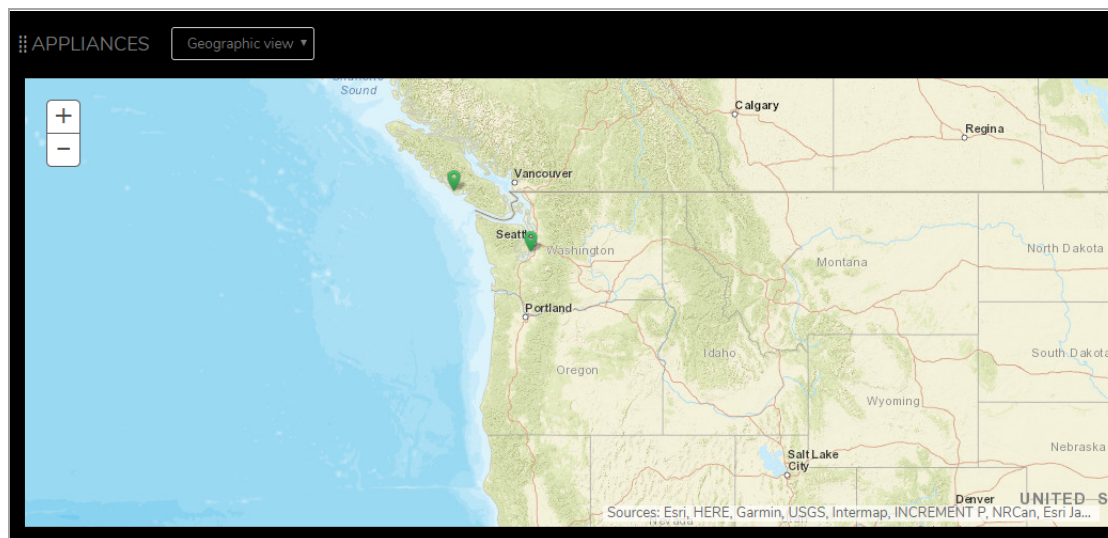 APPLIANCES
Geographic view
Sound
+
−
Calgary
Regina
Vancouver
Seattle
Washington
North Dakota
Montana
Portland
Idaho
South Dakota
Oregon
Wyoming
Nebraska
Salt Lake
City
Denver
UNITED S
Sources: Esri, HERE, Garmin, USGS, Intermap, INCREMENT P, NRCan, Esri Ja...
Nevada